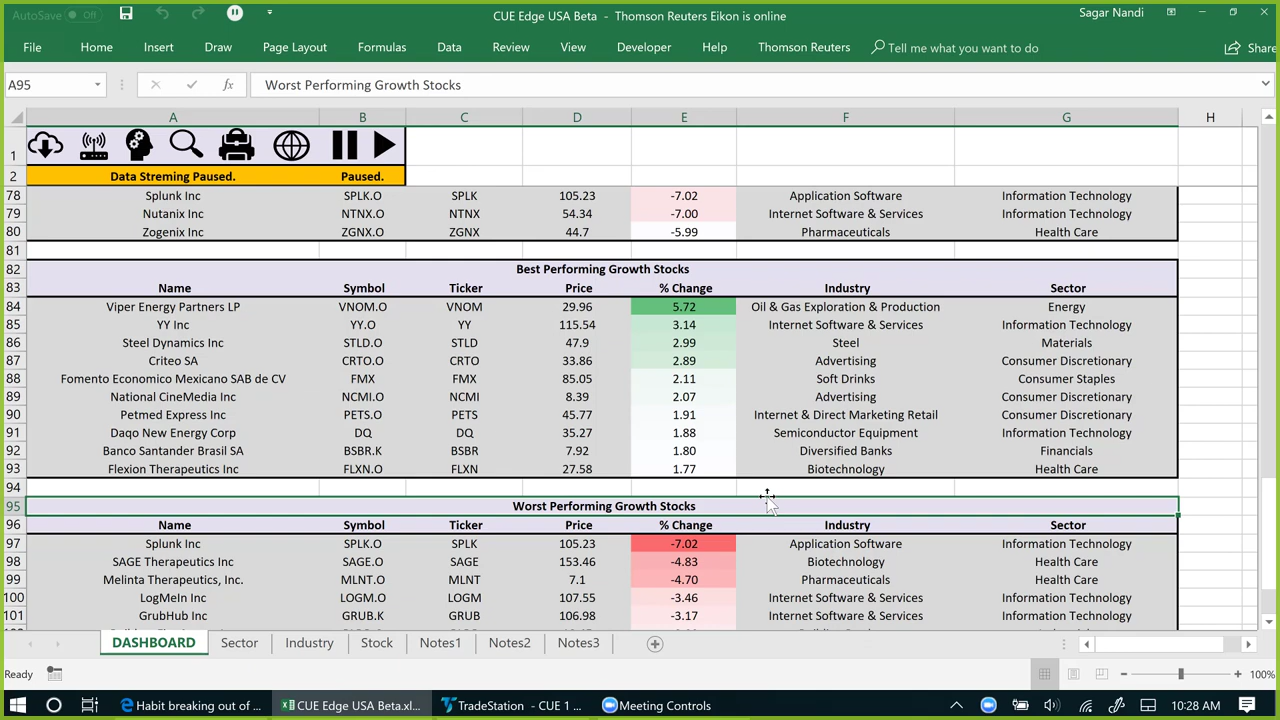 AutoSave Off CUE Edge USA Beta - Thomson Reuters Eikon is online Sagar Nandi
File Home Insert Draw Page Layout Formulas Data Review View Developer Help Thomson Reuters Tell me what you want to do Share
A95 fx Worst Performing Growth Stocks
A B C D E F G H
1
2 Data Streming Paused. Paused.
78 Splunk Inc SPLK.O SPLK 105.23 -7.02 Application Software Information Technology
79 Nutanix Inc NTNX.O NTNX 54.34 -7.00 Internet Software & Services Information Technology
80 Zogenix Inc ZGNX.O ZGNX 44.7 -5.99 Pharmaceuticals Health Care
81
82 Best Performing Growth Stocks
83 Name Symbol Ticker Price % Change Industry Sector
84 Viper Energy Partners LP VNOM.O VNOM 29.96 5.72 Oil & Gas Exploration & Production Energy
85 YY Inc YY.O YY 115.54 3.14 Internet Software & Services Information Technology
86 Steel Dynamics Inc STLD.O STLD 47.9 2.99 Steel Materials
87 Criteo SA CRTO.O CRTO 33.86 2.89 Advertising Consumer Discretionary
88 Fomento Economico Mexicano SAB de CV FMX FMX 85.05 2.11 Soft Drinks Consumer Staples
89 National CineMedia Inc NCMI.O NCMI 8.39 2.07 Advertising Consumer Discretionary
90 Petmed Express Inc PETS.O PETS 45.77 1.91 Internet & Direct Marketing Retail Consumer Discretionary
91 Daqo New Energy Corp DQ DQ 35.27 1.88 Semiconductor Equipment Information Technology
92 Banco Santander Brasil SA BSBR.K BSBR 7.92 1.80 Diversified Banks Financials
93 Flexion Therapeutics Inc FLXN.O FLXN 27.58 1.77 Biotechnology Health Care
94
95 Worst Performing Growth Stocks
96 Name Symbol Ticker Price % Change Industry Sector
97 Splunk Inc SPLK.O SPLK 105.23 -7.02 Application Software Information Technology
98 SAGE Therapeutics Inc SAGE.O SAGE 153.46 -4.83 Biotechnology Health Care
99 Melinta Therapeutics, Inc. MLNT.O MLNT 7.1 -4.70 Pharmaceuticals Health Care
100 LogMeIn Inc LOGM.O LOGM 107.55 -3.46 Internet Software & Services Information Technology
101 GrubHub Inc GRUB.K GRUB 106.98 -3.17 Internet Software & Services Information Technology
DASHBOARD Sector Industry Stock Notes1 Notes2 Notes3
Ready 100%
Habit breaking out of ... CUE Edge USA Beta.xl... TradeStation - CUE 1 ... Meeting Controls 10:28 AM